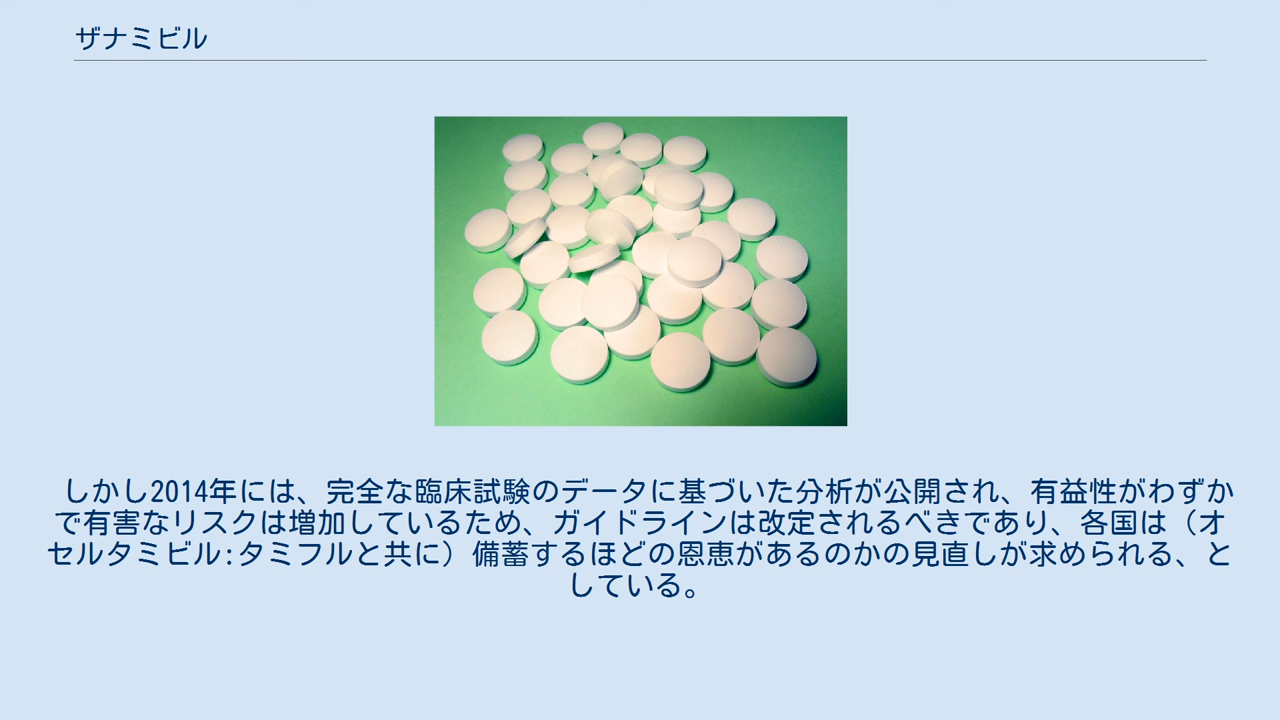 ザナミビル
しかし2014年には、完全な臨床試験のデータに基づいた分析が公開され、有益性がわずか
で有害なリスクは増加しているため、ガイドラインは改定されるべきであり、各国は（オ
セルタミビル:タミフルと共に）備蓄するほどの恩恵があるのかの見直しが求められる、と
している。